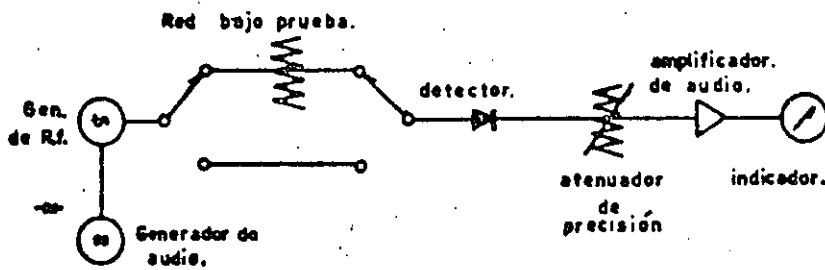 Red bajo prueba.
Gen.
de R.f.
detector.
amplificador.
de audio.
atenuador
de
precisión
indicador.
Generador de
audio.